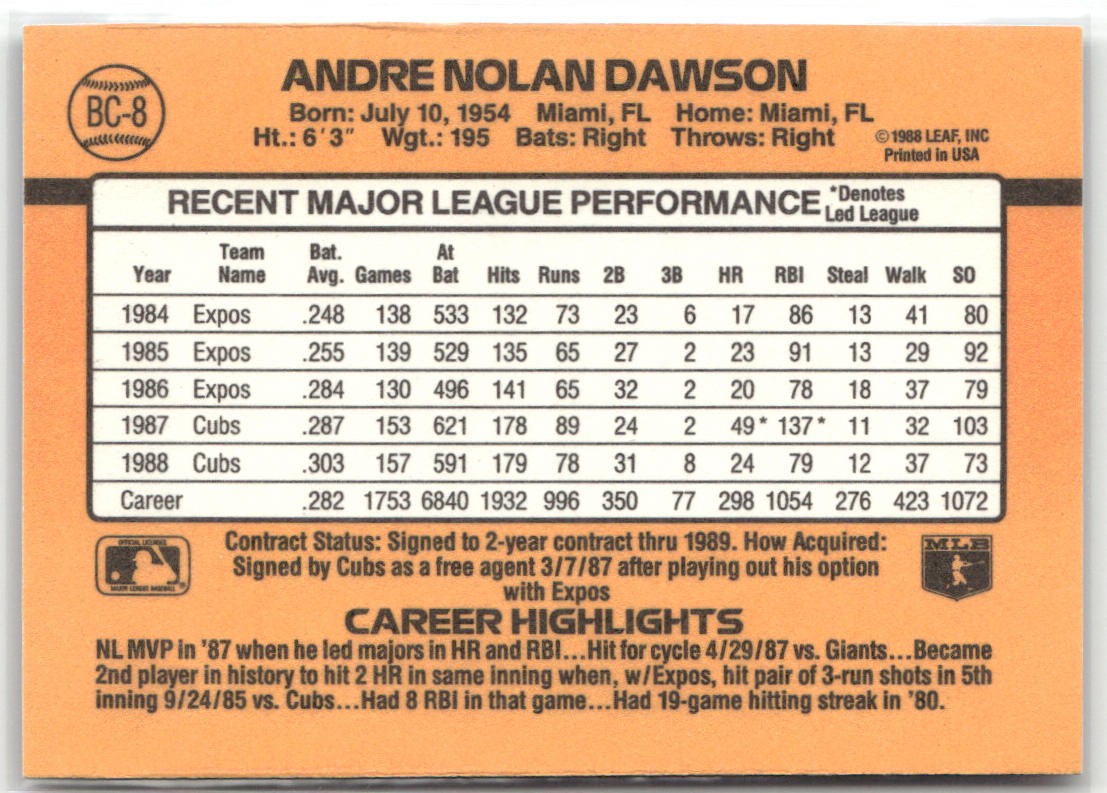 BC-8
ANDRE NOLAN DAWSON
Born: July 10, 1954 Miami, FL Home: Miami, FL
Ht.: 6'3" Wgt.: 195 Bats: Right Throws: Right
©1988 LEAF, INC
Printed in USA
RECENT MAJOR LEAGUE PERFORMANCE *Denotes
Led League
Team Bat. At
Year Name Avg. Games Bat Hits Runs 2B 3B HR RBI Steal Walk SO
1984 Expos .248 138 533 132 73 23 6 17 86 13 41 80
1985 Expos .255 139 529 135 65 27 2 23 91 13 29 92
1986 Expos .284 130 496 141 65 32 2 20 78 18 37 79
1987 Cubs .287 153 621 178 89 24 2 49* 137* 11 32 103
1988 Cubs .303 157 591 179 78 31 8 24 79 12 37 73
Career .282 1753 6840 1932 996 350 77 298 1054 276 423 1072
OFFICIAL LICENSEE
MAJOR LEAGUE BASEBALL
MLB
Contract Status: Signed to 2-year contract thru 1989. How Acquired:
Signed by Cubs as a free agent 3/7/87 after playing out his option
with Expos
CAREER HIGHLIGHTS
NL MVP in '87 when he led majors in HR and RBI...Hit for cycle 4/29/87 vs. Giants...Became
2nd player in history to hit 2 HR in same inning when, w/Expos, hit pair of 3-run shots in 5th
inning 9/24/85 vs. Cubs...Had 8 RBI in that game...Had 19-game hitting streak in '80.